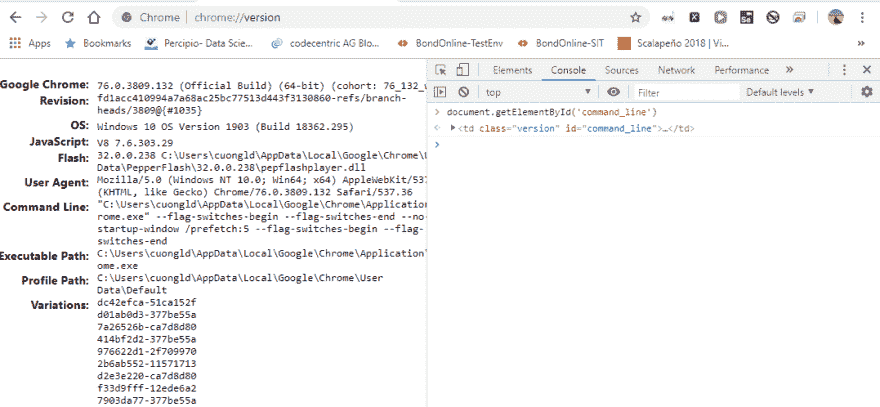 Chrome | chrome://version
Apps Bookmarks Percipio- Data Scie... codecentric AG Blo... BondOnline-TestEnv BondOnline-SIT Scalapeño 2018 | Vi... »
Elements Console Sources Network Performance »
top Filter Default levels ▼
> document.getElementById('command_line')
<td class="version" id="command_line">…</td>
>
Google Chrome: 76.0.3809.132 (Official Build) (64-bit) (cohort: 76_132_
Revision: fd1acc410994a7a68ac25bc77513d443f3130860-refs/branch-
heads/3809@{#1035}
OS: Windows 10 OS Version 1903 (Build 18362.295)
JavaScript: V8 7.6.303.29
Flash: 32.0.0.238 C:\Users\cuongld\AppData\Local\Google\Chrome\
Data\PepperFlash\32.0.0.238\pepflashplayer.dll
User Agent: Mozilla/5.0 (Windows NT 10.0; Win64; x64) AppleWebKit/537
(KHTML, like Gecko) Chrome/76.0.3809.132 Safari/537.36
Command Line: "C:\Users\cuongld\AppData\Local\Google\Chrome\Application
rome.exe" --flag-switches-begin --flag-switches-end --no-
startup-window /prefetch:5 --flag-switches-begin --flag-
switches-end
Executable Path: C:\Users\cuongld\AppData\Local\Google\Chrome\Application
ome.exe
Profile Path: C:\Users\cuongld\AppData\Local\Google\Chrome\User
Data\Default
Variations: dc42efca-51ca152f
d01ab0d3-377be55a
7a26526b-ca7d8d80
414bf2d2-377be55a
976622d1-2f709970
2b6ab552-11571713
d2e3e220-ca7d8d80
f33d9fff-12ede6a2
7903da77-377be55a